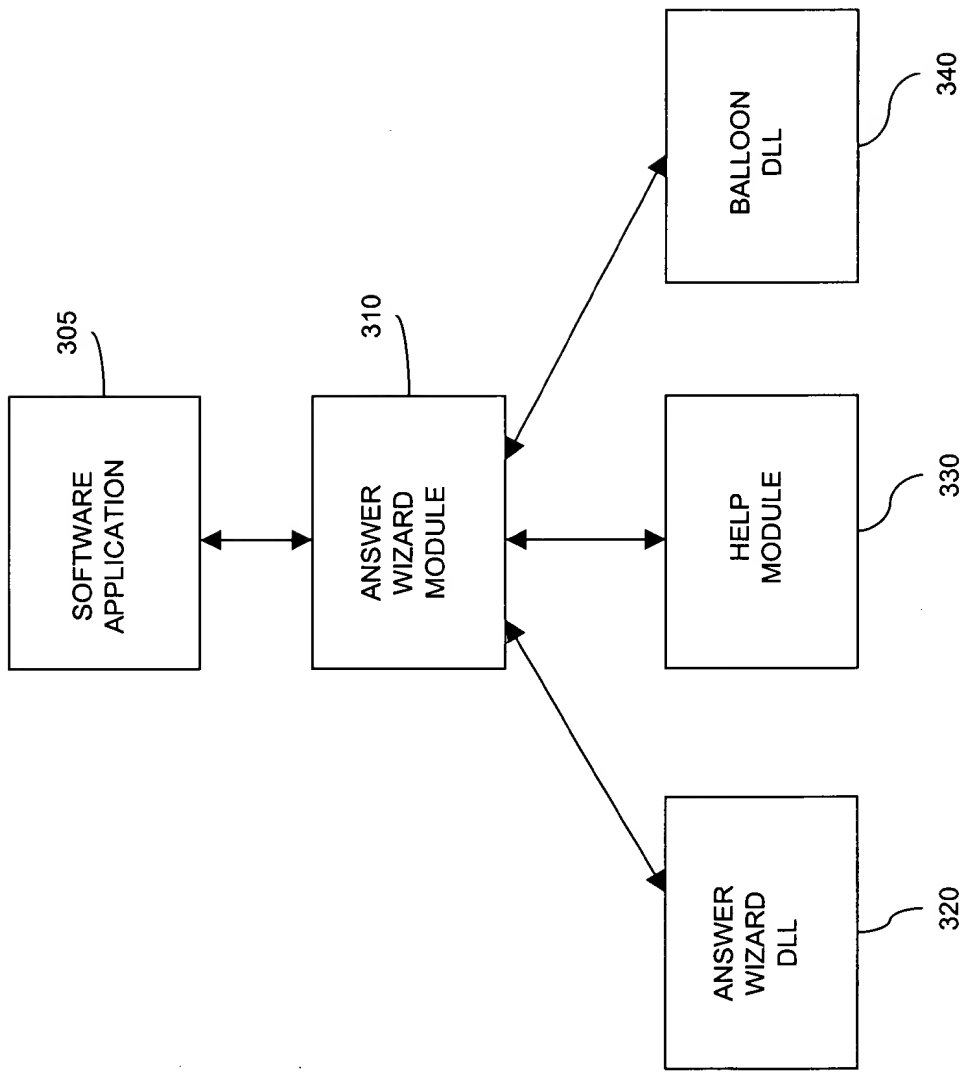 SOFTWARE
APPLICATION
305
ANSWER
WIZARD
MODULE
310
ANSWER
WIZARD
DLL
320
HELP
MODULE
330
BALLOON
DLL
340